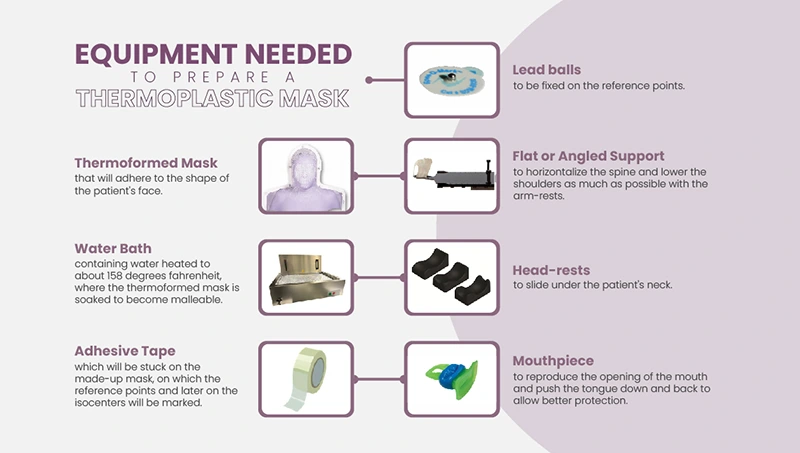 EQUIPMENT NEEDED
TO PREPARE A
THERMOPLASTIC MASK
Lead balls
to be fixed on the reference points.
Thermoformed Mask
that will adhere to the shape of
the patient's face.
Flat or Angled Support
to horizontalize the spine and lower the
shoulders as much as possible with the
arm-rests.
Water Bath
containing water heated to
about 158 degrees fahrenheit,
where the thermoformed mask is
soaked to become malleable.
Head-rests
to slide under the patient's neck.
Adhesive Tape
which will be stuck on the
made-up mask, on which the
reference points and later on the
isocenters will be marked.
Mouthpiece
to reproduce the opening of the mouth
and push the tongue down and back to
allow better protection.